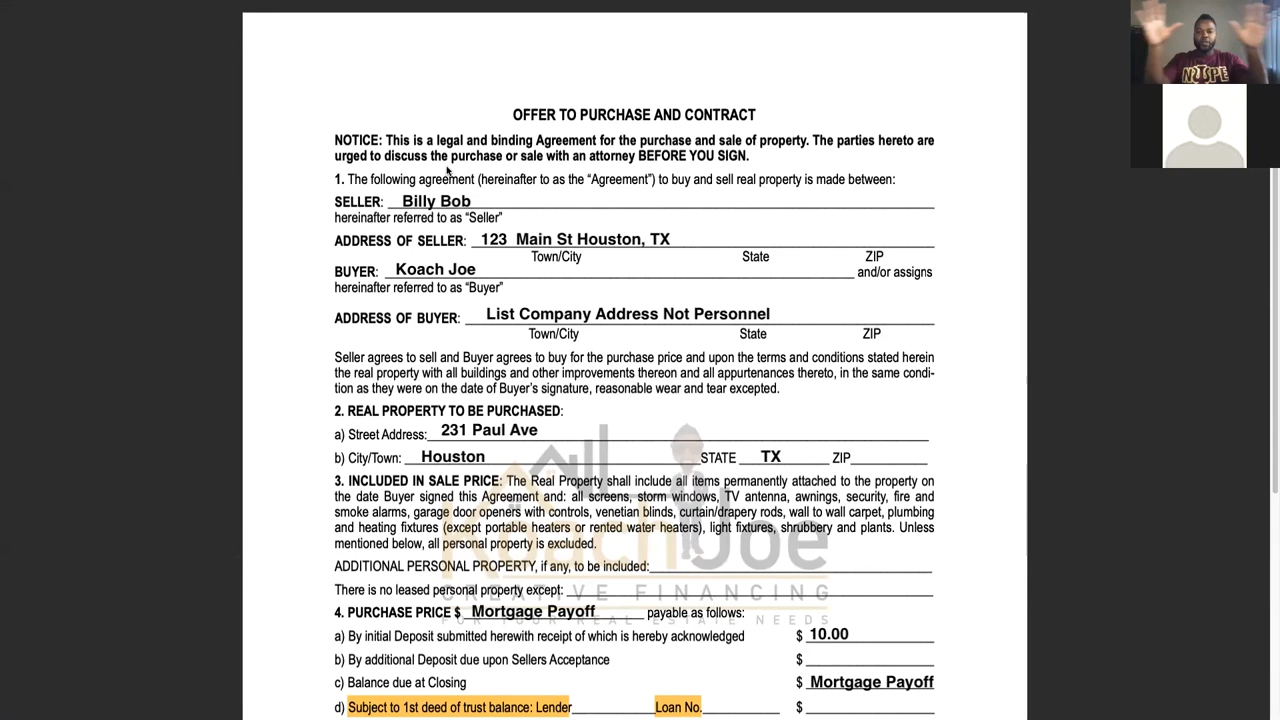 NUPE
OFFER TO PURCHASE AND CONTRACT
NOTICE: This is a legal and binding Agreement for the purchase and sale of property. The parties hereto are
urged to discuss the purchase or sale with an attorney BEFORE YOU SIGN.
1. The following agreement (hereinafter to as the “Agreement”) to buy and sell real property is made between:
SELLER: Billy Bob
hereinafter referred to as “Seller”
ADDRESS OF SELLER: 123 Main St Houston, TX
Town/City State ZIP
BUYER: Koach Joe and/or assigns
hereinafter referred to as “Buyer”
ADDRESS OF BUYER: List Company Address Not Personnel
Town/City State ZIP
Seller agrees to sell and Buyer agrees to buy for the purchase price and upon the terms and conditions stated herein
the real property with all buildings and other improvements thereon and all appurtenances thereto, in the same condi-
tion as they were on the date of Buyer’s signature, reasonable wear and tear excepted.
2. REAL PROPERTY TO BE PURCHASED:
a) Street Address: 231 Paul Ave
b) City/Town: Houston STATE TX ZIP
3. INCLUDED IN SALE PRICE: The Real Property shall include all items permanently attached to the property on
the date Buyer signed this Agreement and: all screens, storm windows, TV antenna, awnings, security, fire and
smoke alarms, garage door openers with controls, venetian blinds, curtain/drapery rods, wall to wall carpet, plumbing
and heating fixtures (except portable heaters or rented water heaters), light fixtures, shrubbery and plants. Unless
mentioned below, all personal property is excluded.
Koach Joe
ADDITIONAL PERSONAL PROPERTY, if any, to be included:
There is no leased personal property except:
CREATIVE FINANCING
4. PURCHASE PRICE $ Mortgage Payoff payable as follows:
FOR YOUR REAL ESTATE NEEDS
a) By initial Deposit submitted herewith receipt of which is hereby acknowledged $ 10.00
b) By additional Deposit due upon Sellers Acceptance $
c) Balance due at Closing $ Mortgage Payoff
d) Subject to 1st deed of trust balance: Lender Loan No. $